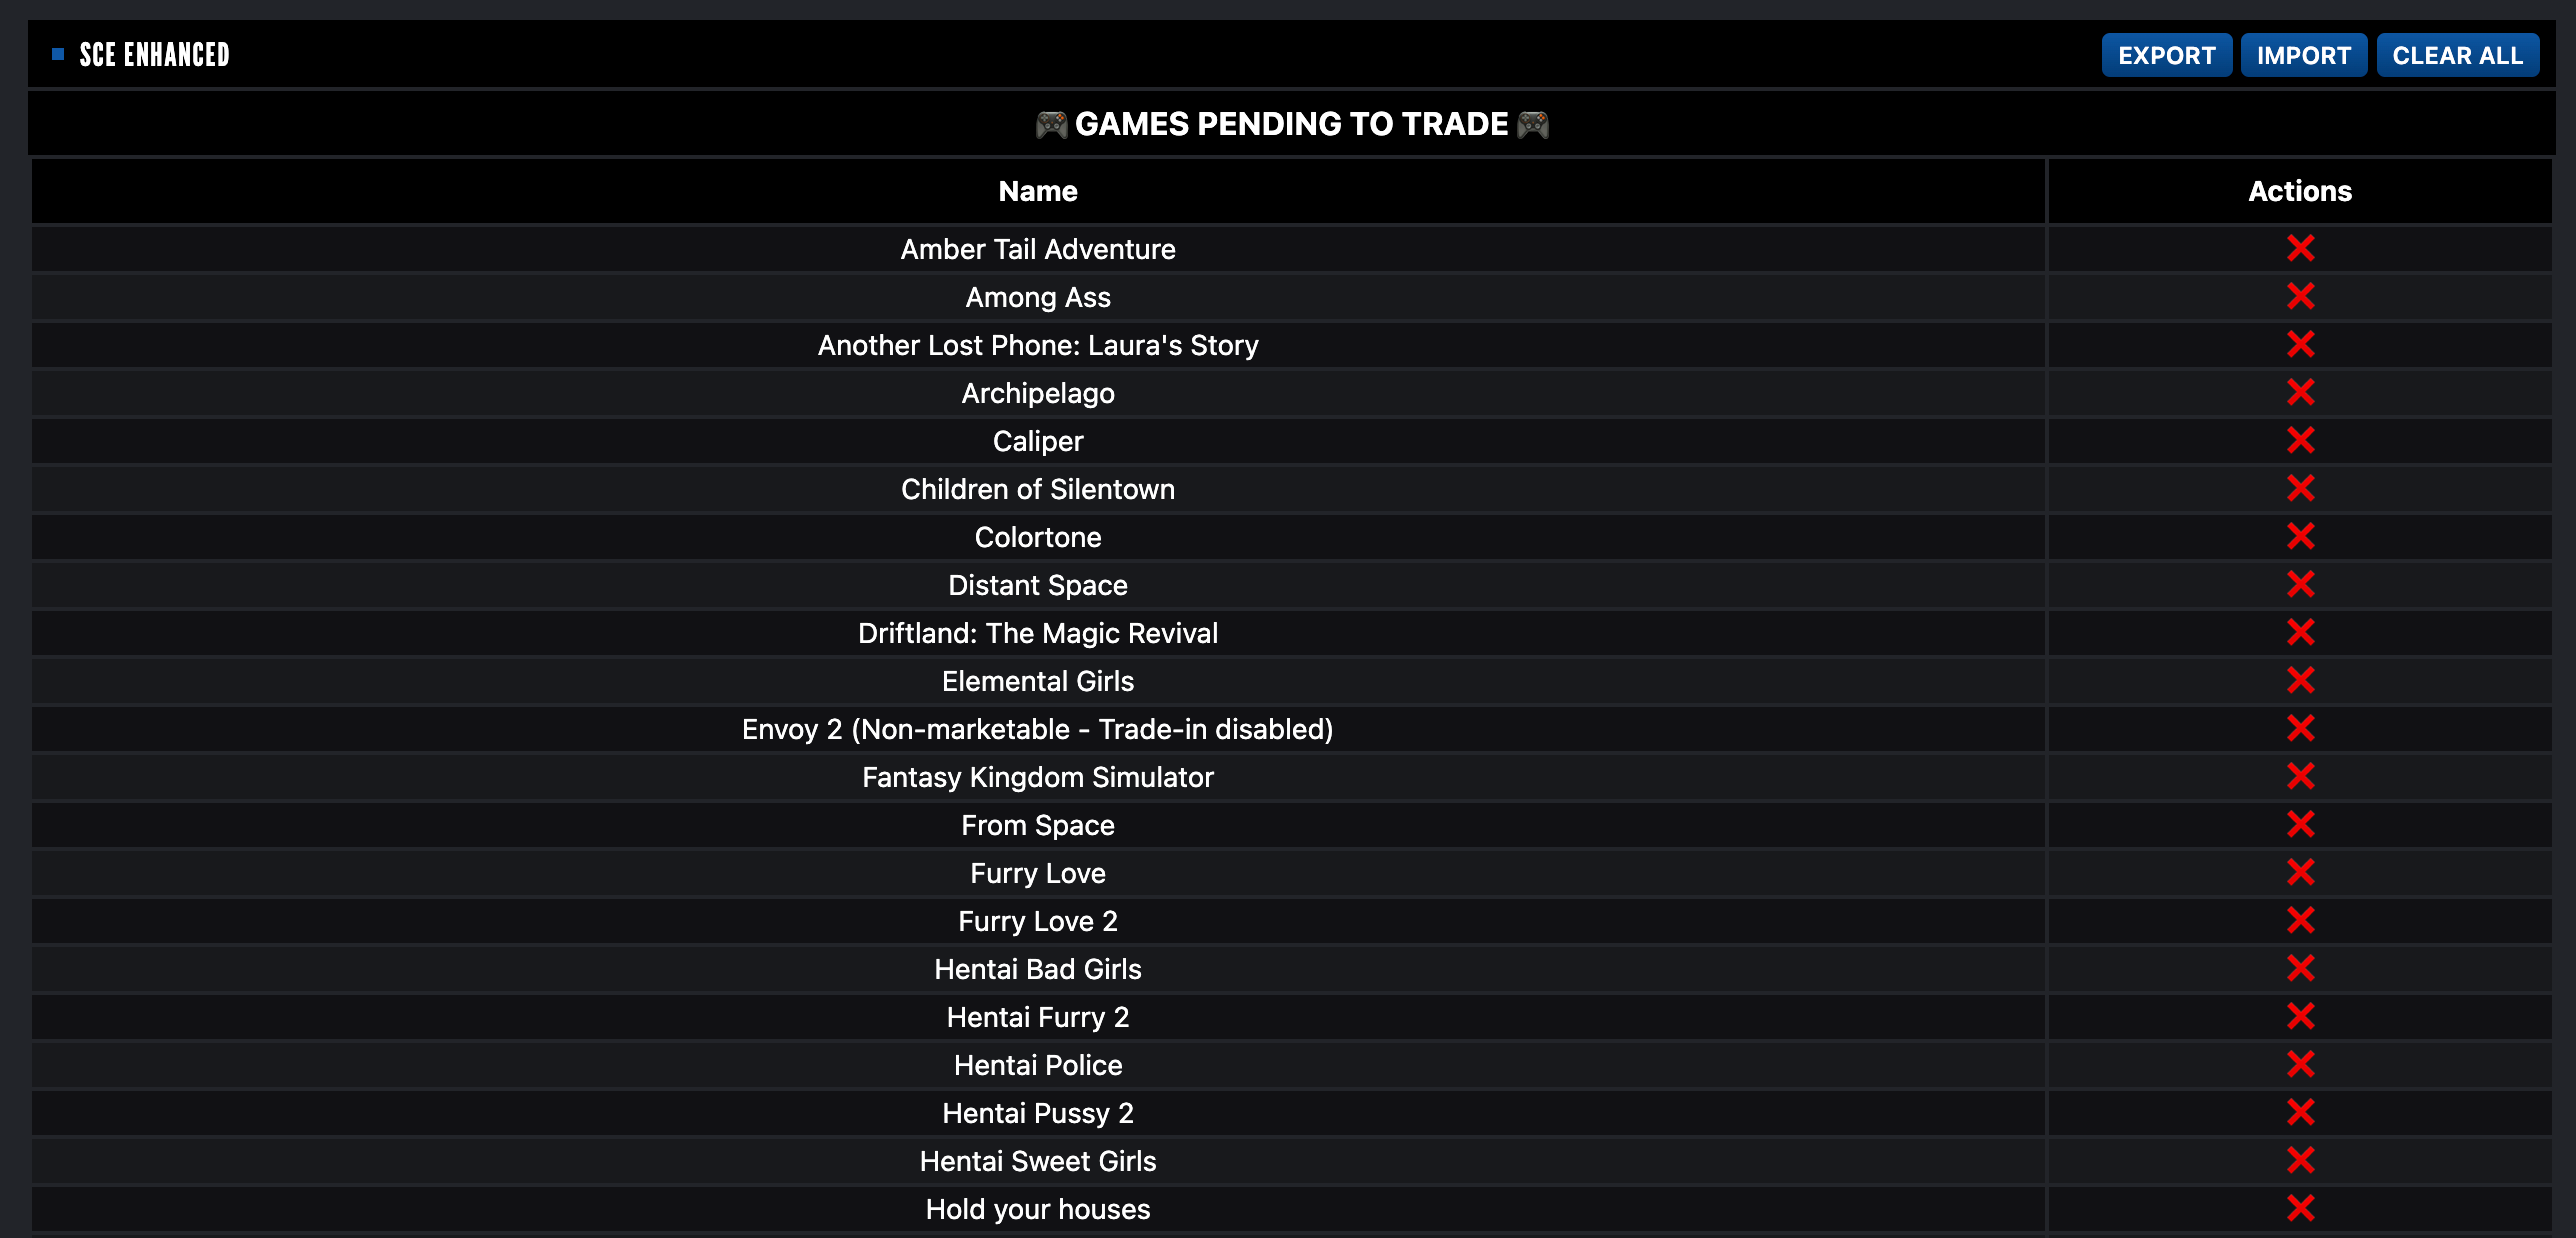 SCE ENHANCED
EXPORT IMPORT CLEAR ALL
🎮 GAMES PENDING TO TRADE 🎮
Name Actions
Amber Tail Adventure ❌
Among Ass ❌
Another Lost Phone: Laura's Story ❌
Archipelago ❌
Caliper ❌
Children of Silentown ❌
Colortone ❌
Distant Space ❌
Driftland: The Magic Revival ❌
Elemental Girls ❌
Envoy 2 (Non-marketable - Trade-in disabled) ❌
Fantasy Kingdom Simulator ❌
From Space ❌
Furry Love ❌
Furry Love 2 ❌
Hentai Bad Girls ❌
Hentai Furry 2 ❌
Hentai Police ❌
Hentai Pussy 2 ❌
Hentai Sweet Girls ❌
Hold your houses ❌